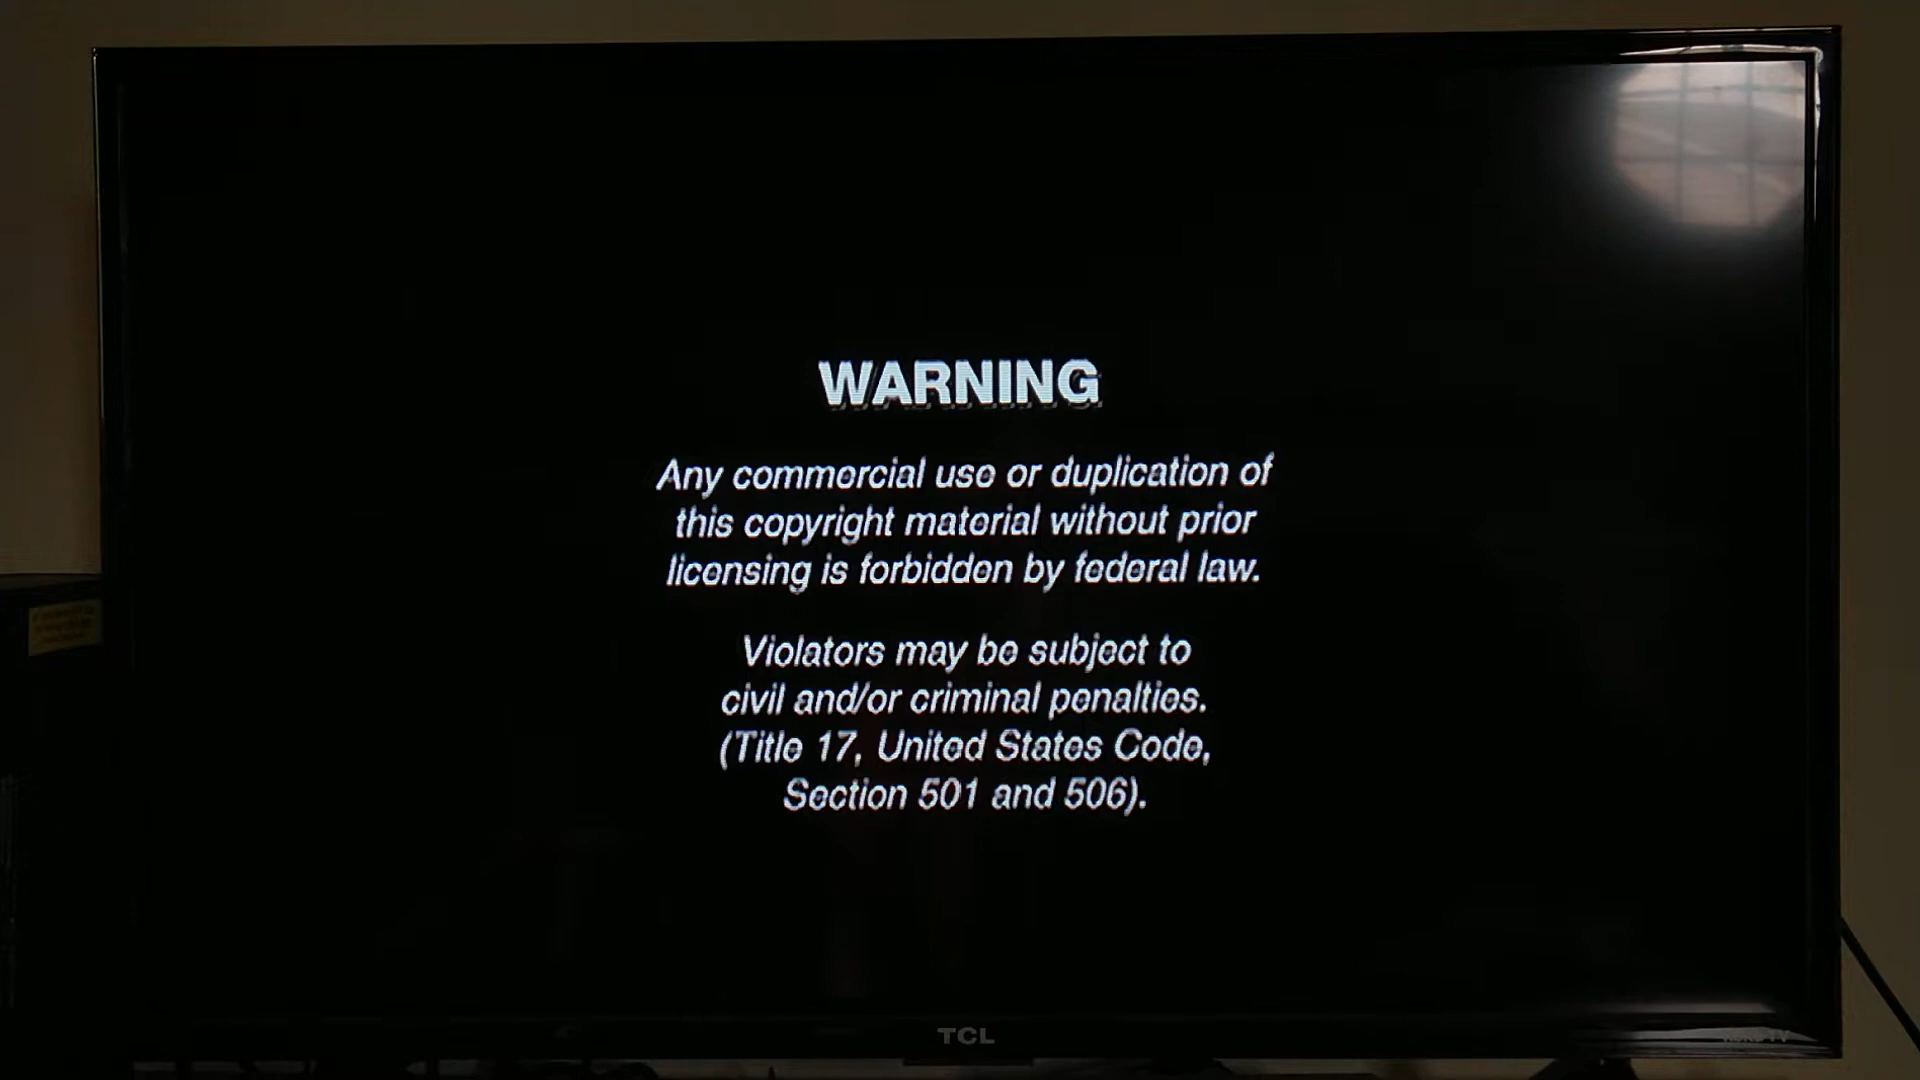 WARNING
Any commercial use or duplication of
this copyright material without prior
licensing is forbidden by federal law.
Violators may be subject to
civil and/or criminal penalties.
(Title 17, United States Code,
Section 501 and 506).
TCL